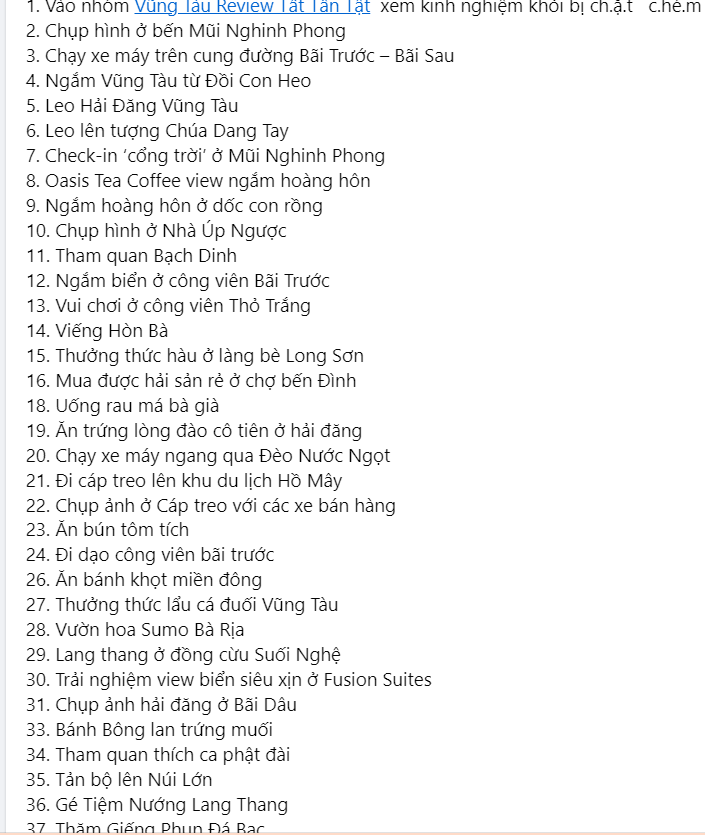 1. Vào nhóm Vũng Tàu Review Tất Tần Tật xem kinh nghiệm khỏi bị ch.ặ.t c.hé.m
2. Chụp hình ở bến Mũi Nghinh Phong
3. Chạy xe máy trên cung đường Bãi Trước – Bãi Sau
4. Ngắm Vũng Tàu từ Đồi Con Heo
5. Leo Hải Đăng Vũng Tàu
6. Leo lên tượng Chúa Dang Tay
7. Check-in ‘cổng trời’ ở Mũi Nghinh Phong
8. Oasis Tea Coffee view ngắm hoàng hôn
9. Ngắm hoàng hôn ở dốc con rồng
10. Chụp hình ở Nhà Úp Ngược
11. Tham quan Bạch Dinh
12. Ngắm biển ở công viên Bãi Trước
13. Vui chơi ở công viên Thỏ Trắng
14. Viếng Hòn Bà
15. Thưởng thức hàu ở làng bè Long Sơn
16. Mua được hải sản rẻ ở chợ bến Đình
18. Uống rau má bà già
19. Ăn trứng lòng đào cô tiên ở hải đăng
20. Chạy xe máy ngang qua Đèo Nước Ngọt
21. Đi cáp treo lên khu du lịch Hồ Mây
22. Chụp ảnh ở Cáp treo với các xe bán hàng
23. Ăn bún tôm tích
24. Đi dạo công viên bãi trước
26. Ăn bánh khọt miền đông
27. Thưởng thức lẩu cá đuối Vũng Tàu
28. Vườn hoa Sumo Bà Rịa
29. Lang thang ở đồng cừu Suối Nghệ
30. Trải nghiệm view biển siêu xịn ở Fusion Suites
31. Chụp ảnh hải đăng ở Bãi Dâu
33. Bánh Bông lan trứng muối
34. Tham quan thích ca phật đài
35. Tản bộ lên Núi Lớn
36. Gé Tiệm Nướng Lang Thang
37. Thăm Giếng Phun Đá Bạc